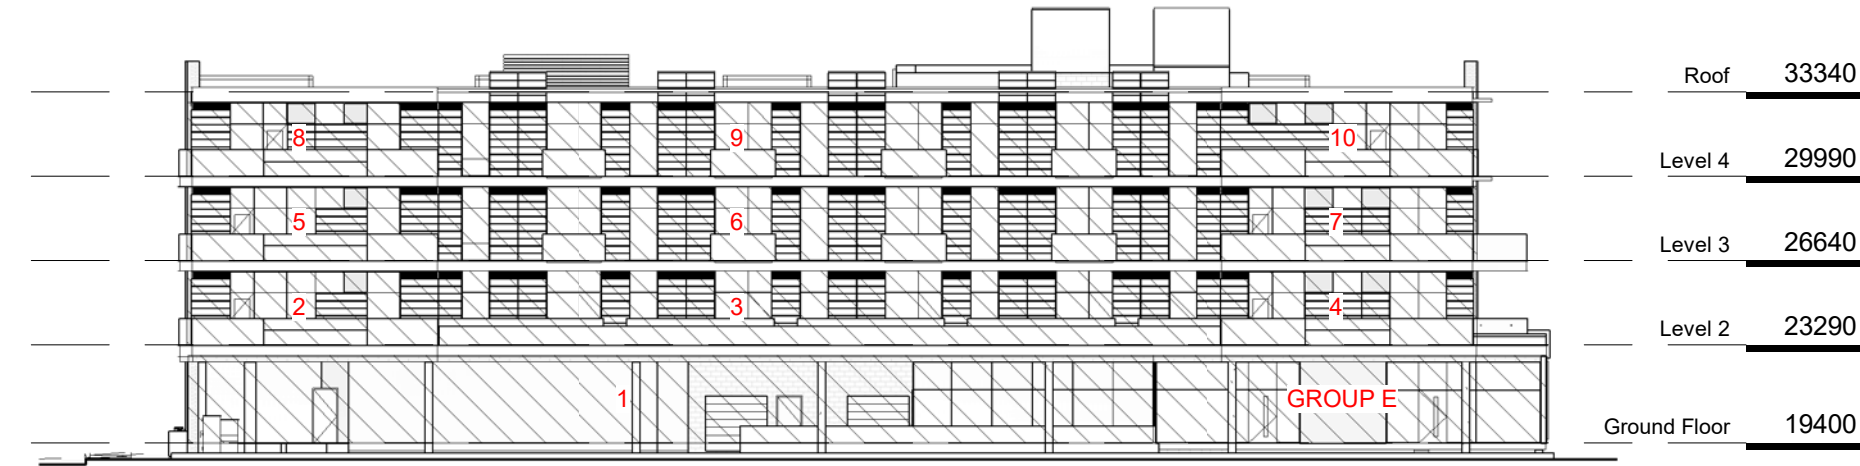 Roof 33340
8 9 10
Level 4 29990
5 6 7
Level 3 26640
2 3 4
Level 2 23290
1 GROUP E
Ground Floor 19400